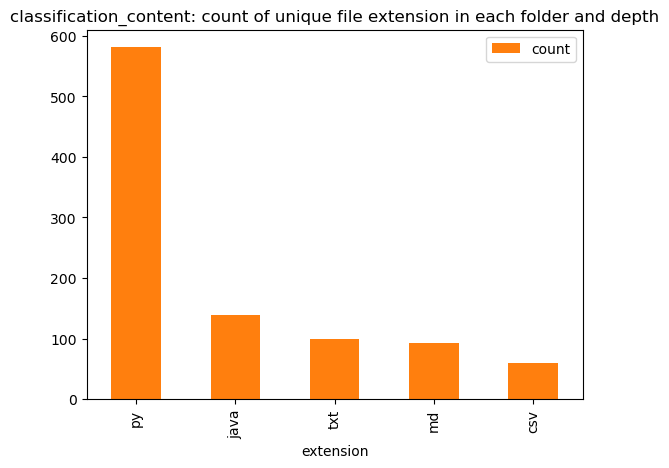 classification_content: count of unique file extension in each folder and depth
600
count
500
400
300
200
100
0
py
java
txt
md
csv
extension